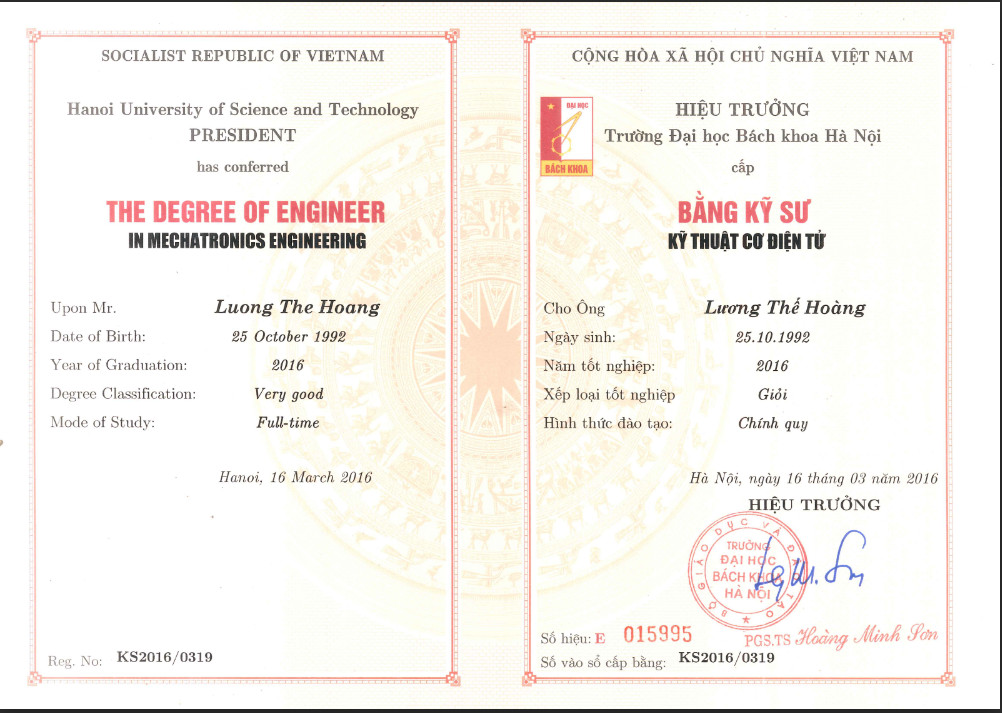 SOCIALIST REPUBLIC OF VIETNAM
Hanoi University of Science and Technology
PRESIDENT
has conferred
THE DEGREE OF ENGINEER
IN MECHATRONICS ENGINEERING
Upon Mr. Luong The Hoang
Date of Birth: 25 October 1992
Year of Graduation: 2016
Degree Classification: Very good
Mode of Study: Full-time
Hanoi, 16 March 2016
Reg. No: KS2016/0319
CỘNG HÒA XÃ HỘI CHỦ NGHĨA VIỆT NAM
ĐẠI HỌC
BÁCH KHOA
HIỆU TRƯỞNG
Trường Đại học Bách khoa Hà Nội
cấp
BẰNG KỸ SƯ
KỸ THUẬT CƠ ĐIỆN TỬ
Cho Ông Lương Thế Hoàng
Ngày sinh: 25.10.1992
Năm tốt nghiệp: 2016
Xếp loại tốt nghiệp Giỏi
Hình thức đào tạo: Chính quy
Hà Nội, ngày 16 tháng 03 năm 2016
HIỆU TRƯỞNG
BỘ GIÁO DỤC VÀ ĐÀO TẠO
TRƯỜNG
ĐẠI HỌC
BÁCH KHOA
HÀ NỘI
PGS.TS Hoàng Minh Sơn
Số hiệu: E 015995
Số vào sổ cấp bằng: KS2016/0319